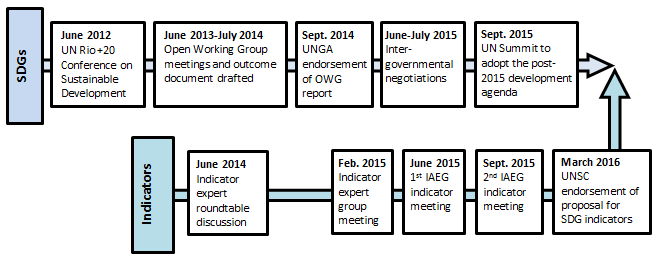 SDGs
June 2012
UN Rio+20
Conference on
Sustainable
Development
June 2013-July 2014
Open Working Group
meetings and outcome
document drafted
Sept. 2014
UNGA
endorsement
of OWG
report
June-July 2015
Inter-
governmental
negotiations
Sept. 2015
UN Summit to
adopt the post-
2015 development
agenda
Indicators
June 2014
Indicator
expert
roundtable
discussion
Feb. 2015
Indicator
expert
group
meeting
June 2015
1st IAEG
indicator
meeting
Sept. 2015
2nd IAEG
indicator
meeting
March 2016
UNSC
endorsement of
proposal for
SDG indicators